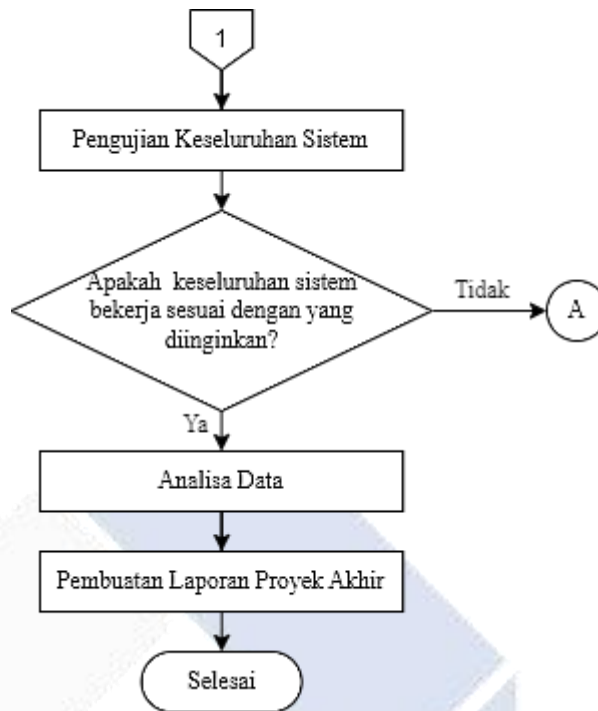 1
Pengujian Keseluruhan Sistem
Apakah keseluruhan sistem
bekerja sesuai dengan yang
diinginkan?
Tidak
A
Ya
Analisa Data
Pembuatan Laporan Proyek Akhir
Selesai